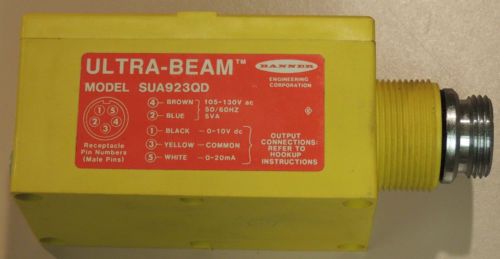 ULTRA-BEAM™
BANNER
ENGINEERING
CORPORATION
MODEL SUA923QD
④ BROWN 105-130V ac
50/60HZ
② BLUE 5VA
① BLACK 0-10V dc
③ YELLOW COMMON
⑤ WHITE 0-20mA
Receptacle
Pin Numbers
(Male Pins)
OUTPUT
CONNECTIONS:
REFER TO
HOOKUP
INSTRUCTIONS